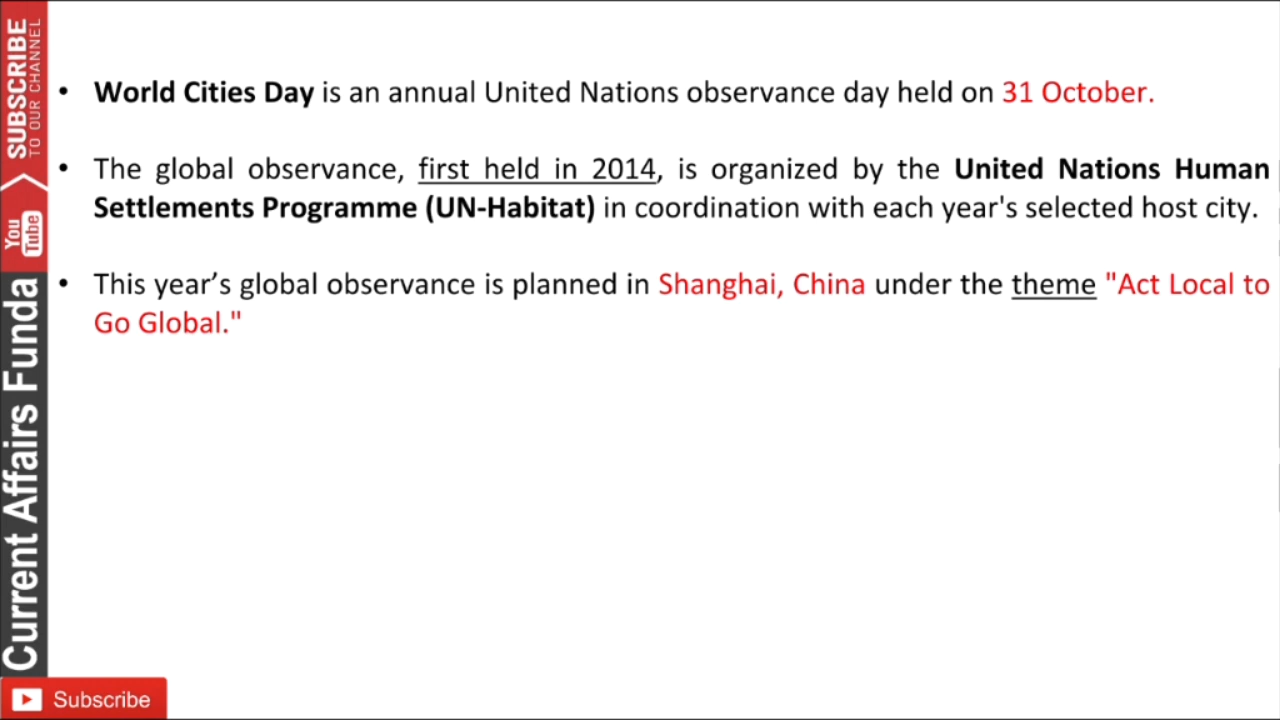 • World Cities Day is an annual United Nations observance day held on 31 October.
• The global observance, first held in 2014, is organized by the United Nations Human
Settlements Programme (UN-Habitat) in coordination with each year's selected host city.
• This year’s global observance is planned in Shanghai, China under the theme "Act Local to
Go Global."
SUBSCRIBE
TO OUR CHANNEL
You
Tube
Current Affairs Funda
Subscribe